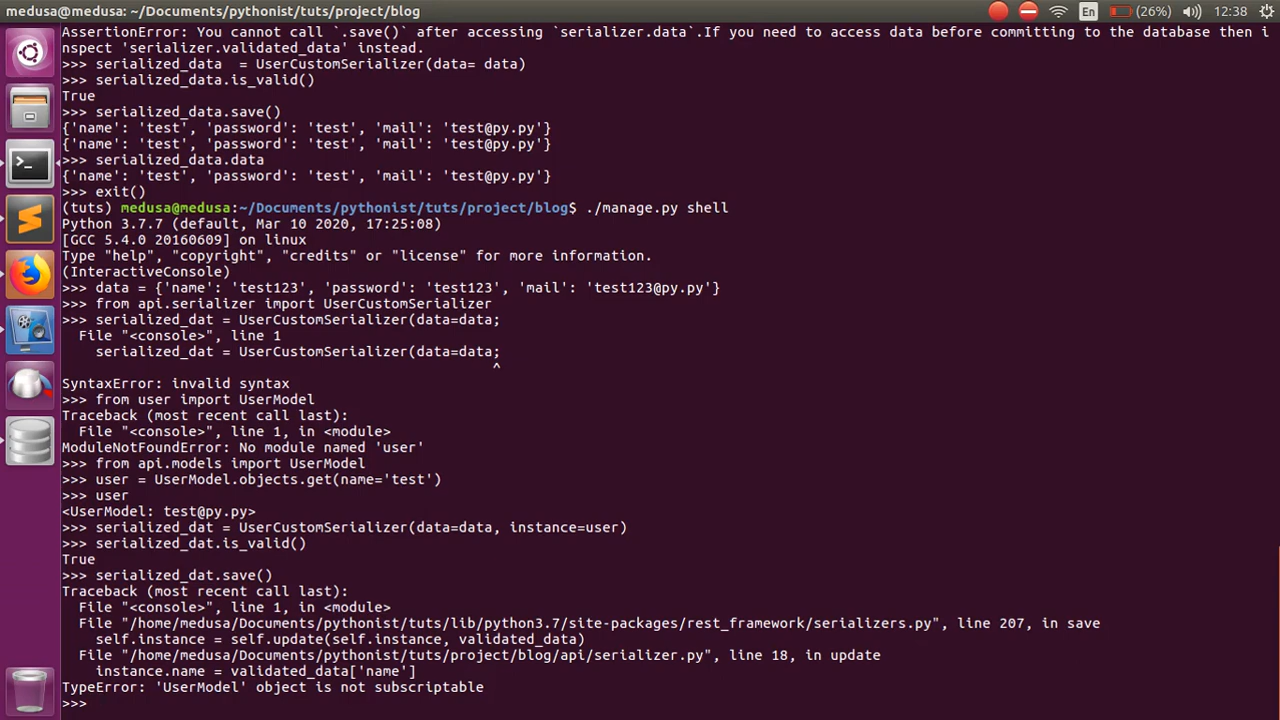 medusa@medusa: ~/Documents/pythonist/tuts/project/blog
En
(26%)
12:38
AssertionError: You cannot call `.save()` after accessing `serializer.data`.If you need to access data before committing to the database then i
nspect 'serializer.validated_data' instead.
>>> serialized_data  = UserCustomSerializer(data= data)
>>> serialized_data.is_valid()
True
>>> serialized_data.save()
{'name': 'test', 'password': 'test', 'mail': 'test@py.py'}
{'name': 'test', 'password': 'test', 'mail': 'test@py.py'}
>>> serialized_data.data
{'name': 'test', 'password': 'test', 'mail': 'test@py.py'}
>>> exit()
(tuts) medusa@medusa:~/Documents/pythonist/tuts/project/blog$ ./manage.py shell
Python 3.7.7 (default, Mar 10 2020, 17:25:08)
[GCC 5.4.0 20160609] on linux
Type "help", "copyright", "credits" or "license" for more information.
(InteractiveConsole)
>>> data = {'name': 'test123', 'password': 'test123', 'mail': 'test123@py.py'}
>>> from api.serializer import UserCustomSerializer
>>> serialized_dat = UserCustomSerializer(data=data;
  File "<console>", line 1
    serialized_dat = UserCustomSerializer(data=data;
                                                   ^
SyntaxError: invalid syntax
>>> from user import UserModel
Traceback (most recent call last):
  File "<console>", line 1, in <module>
ModuleNotFoundError: No module named 'user'
>>> from api.models import UserModel
>>> user = UserModel.objects.get(name='test')
>>> user
<UserModel: test@py.py>
>>> serialized_dat = UserCustomSerializer(data=data, instance=user)
>>> serialized_dat.is_valid()
True
>>> serialized_dat.save()
Traceback (most recent call last):
  File "<console>", line 1, in <module>
  File "/home/medusa/Documents/pythonist/tuts/lib/python3.7/site-packages/rest_framework/serializers.py", line 207, in save
    self.instance = self.update(self.instance, validated_data)
  File "/home/medusa/Documents/pythonist/tuts/project/blog/api/serializer.py", line 18, in update
    instance.name = validated_data['name']
TypeError: 'UserModel' object is not subscriptable
>>>